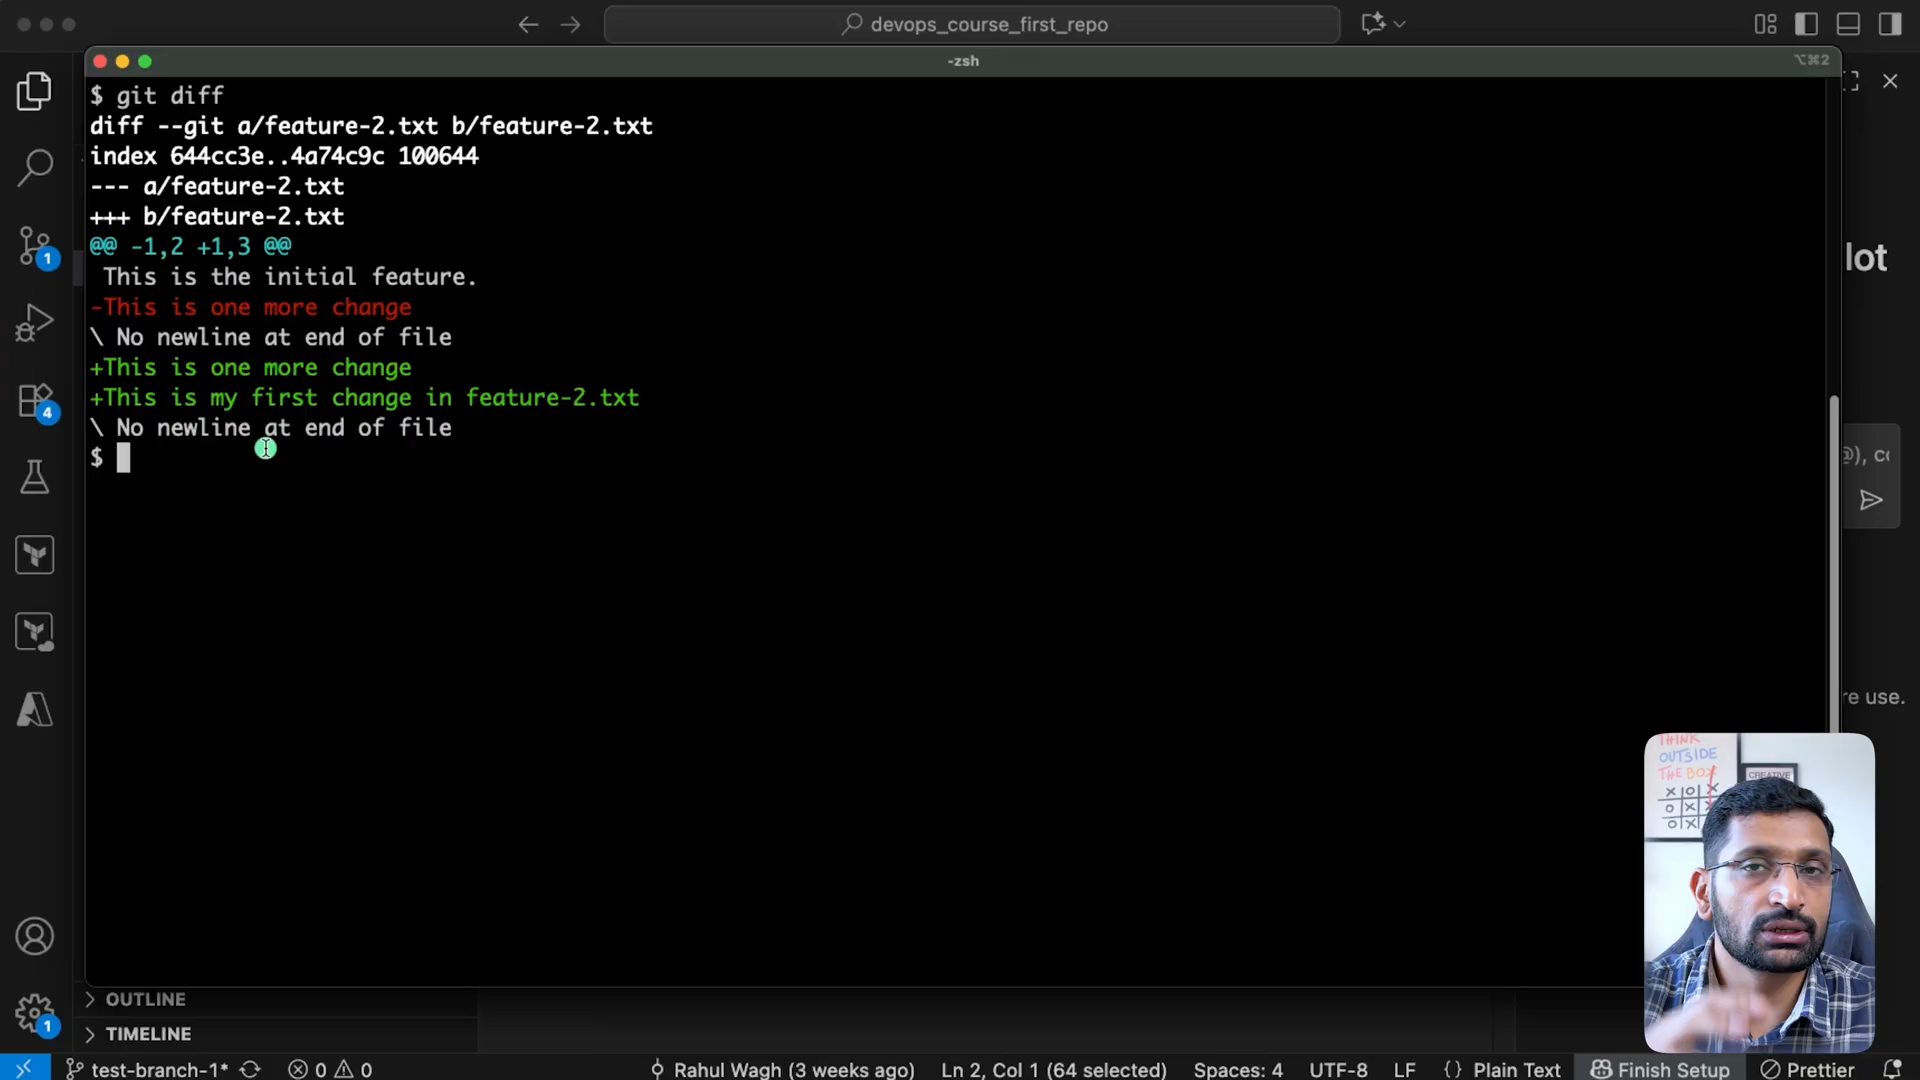 devops_course_first_repo
-zsh
⌥⌘2
$ git diff
diff --git a/feature-2.txt b/feature-2.txt
index 644cc3e..4a74c9c 100644
--- a/feature-2.txt
+++ b/feature-2.txt
@@ -1,2 +1,3 @@
This is the initial feature.
-This is one more change
\ No newline at end of file
+This is one more change
+This is my first change in feature-2.txt
\ No newline at end of file
$
1
4
lot
re use.
THINK
OUTSIDE
THE BOX
CREATIVE
X O X
O X
O X
1
OUTLINE
TIMELINE
test-branch-1* 0 0 Rahul Wagh (3 weeks ago) Ln 2, Col 1 (64 selected) Spaces: 4 UTF-8 LF {} Plain Text Finish Setup Prettier